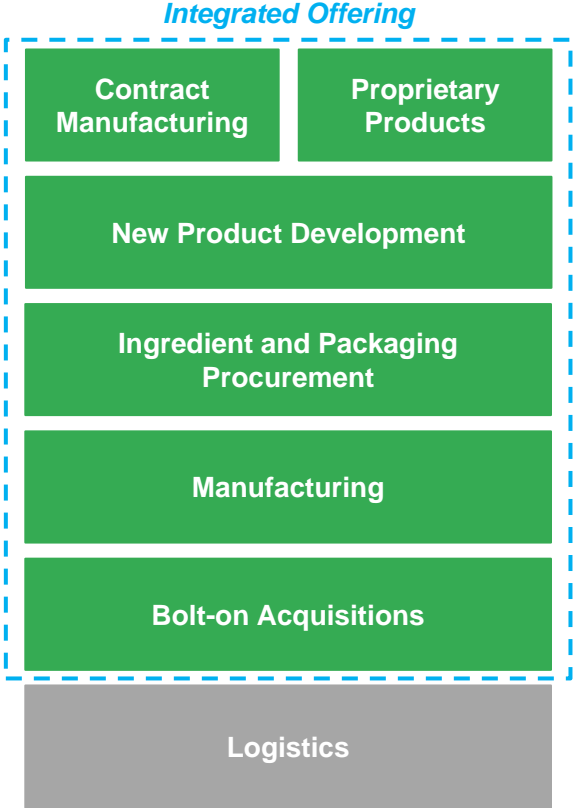 Integrated Offering
Contract
Manufacturing
Proprietary
Products
New Product Development
Ingredient and Packaging
Procurement
Manufacturing
Bolt-on Acquisitions
Logistics